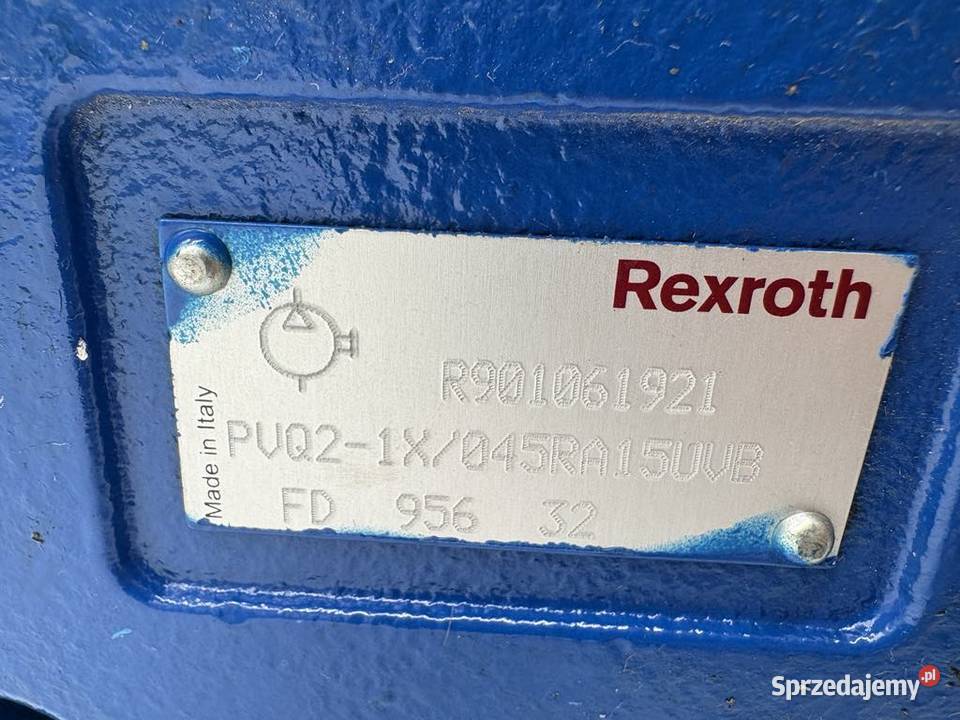 Rexroth
R901061921
PVQ2-1X/045RA15UVB
FD 956 32
Made in Italy
Sprzedajemy.pl